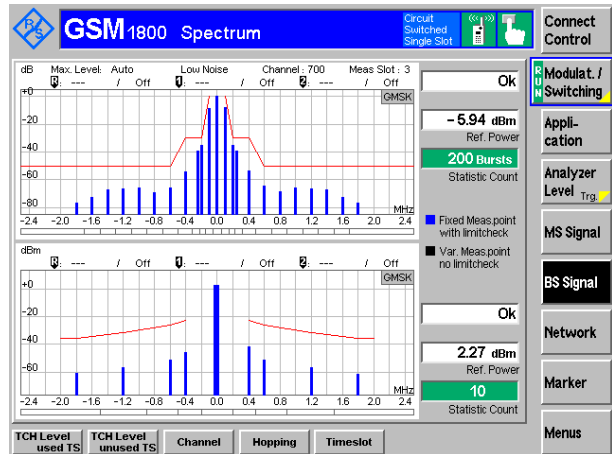 R/S
GSM 1800 Spectrum
Circuit
Switched
Single Slot
Connect
Control
dB Max. Level: Auto Low Noise Channel : 700 Meas Slot : 3
R: --- / Off 1: --- / Off 2: --- / Off
GMSK
+0
-20
-40
-60
-80
MHz
-2.4 -2.0 -1.6 -1.2 -0.8 -0.4 0.0 0.4 0.8 1.2 1.6 2.0 2.4
Ok
– 5.94 dBm
Ref. Power
200 Bursts
Statistic Count
Fixed Meas.point
with limitcheck
Var. Meas.point
no limitcheck
dBm
R: --- / Off 1: --- / Off 2: --- / Off
GMSK
+0
-20
-40
-60
MHz
-2.4 -2.0 -1.6 -1.2 -0.8 -0.4 0.0 0.4 0.8 1.2 1.6 2.0 2.4
Ok
2.27 dBm
Ref. Power
10
Statistic Count
RUN
Modulat. /
Switching
Appli-
cation
Analyzer
Level Trg.
MS Signal
BS Signal
Network
Marker
Menus
TCH Level
used TS
TCH Level
unused TS
Channel
Hopping
Timeslot